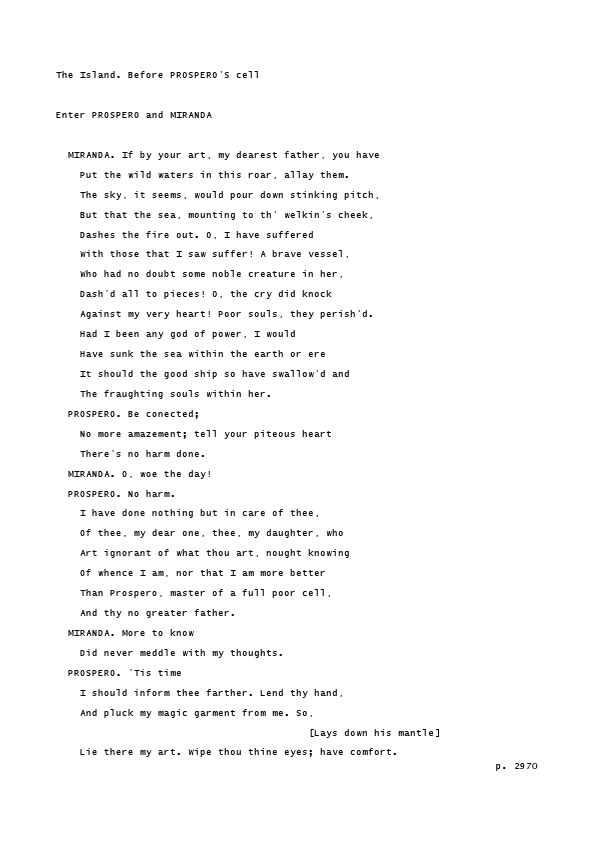 The Island. Before PROSPERO'S cell
Enter PROSPERO and MIRANDA
MIRANDA. If by your art, my dearest father, you have
Put the wild waters in this roar, allay them.
The sky, it seems, would pour down stinking pitch,
But that the sea, mounting to th' welkin's cheek,
Dashes the fire out. O, I have suffered
With those that I saw suffer! A brave vessel,
Who had no doubt some noble creature in her,
Dash'd all to pieces! O, the cry did knock
Against my very heart! Poor souls, they perish'd.
Had I been any god of power, I would
Have sunk the sea within the earth or ere
It should the good ship so have swallow'd and
The fraughting souls within her.
PROSPERO. Be conected;
No more amazement; tell your piteous heart
There's no harm done.
MIRANDA. O, woe the day!
PROSPERO. No harm.
I have done nothing but in care of thee,
Of thee, my dear one, thee, my daughter, who
Art ignorant of what thou art, nought knowing
Of whence I am, nor that I am more better
Than Prospero, master of a full poor cell,
And thy no greater father.
MIRANDA. More to know
Did never meddle with my thoughts.
PROSPERO. 'Tis time
I should inform thee farther. Lend thy hand,
And pluck my magic garment from me. So,
[Lays down his mantle]
Lie there my art. Wipe thou thine eyes; have comfort.
p. 2970